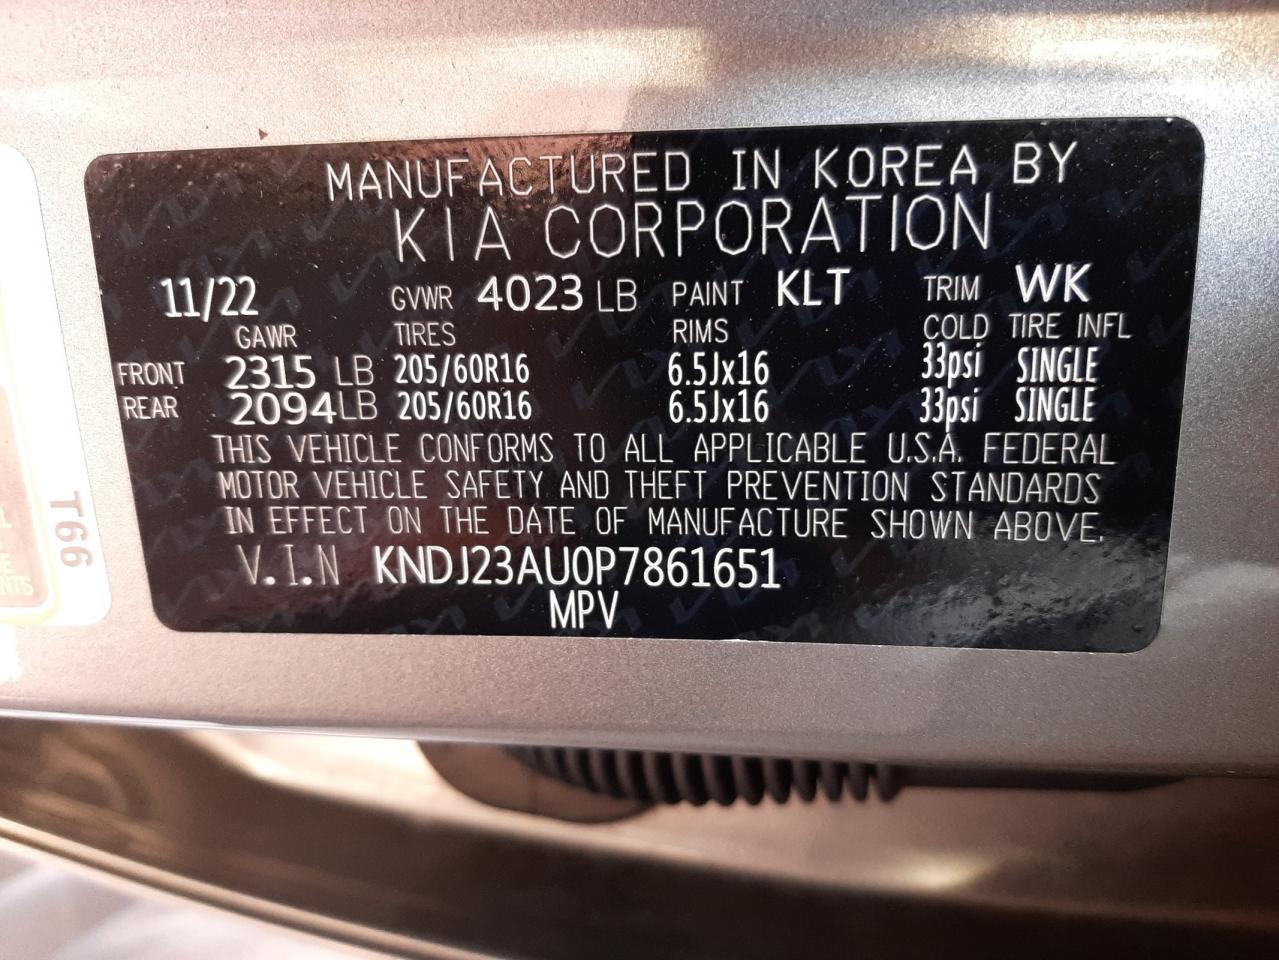 MANUFACTURED IN KOREA BY
KIA CORPORATION
11/22 GVWR 4023 LB PAINT KLT TRIM WK
GAWR TIRES RIMS COLD TIRE INFL
FRONT 2315 LB 205/60R16 6.5Jx16 33psi SINGLE
REAR 2094 LB 205/60R16 6.5Jx16 33psi SINGLE
THIS VEHICLE CONFORMS TO ALL APPLICABLE U.S.A. FEDERAL
MOTOR VEHICLE SAFETY AND THEFT PREVENTION STANDARDS
IN EFFECT ON THE DATE OF MANUFACTURE SHOWN ABOVE.
V.I.N KNDJ23AU0P7861651
MPV
T66